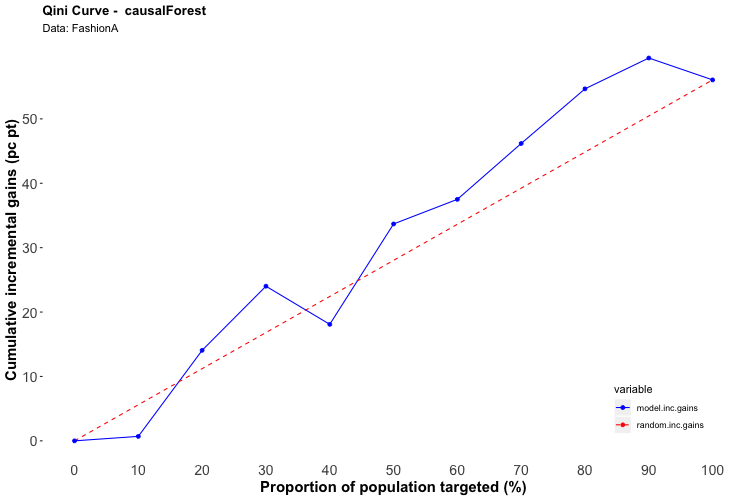 Qini Curve - causalForest
Data: FashionA
Cumulative incremental gains (pc pt)
50
40
30
20
10
0
variable
model.inc.gains
random.inc.gains
0 10 20 30 40 50 60 70 80 90 100
Proportion of population targeted (%)